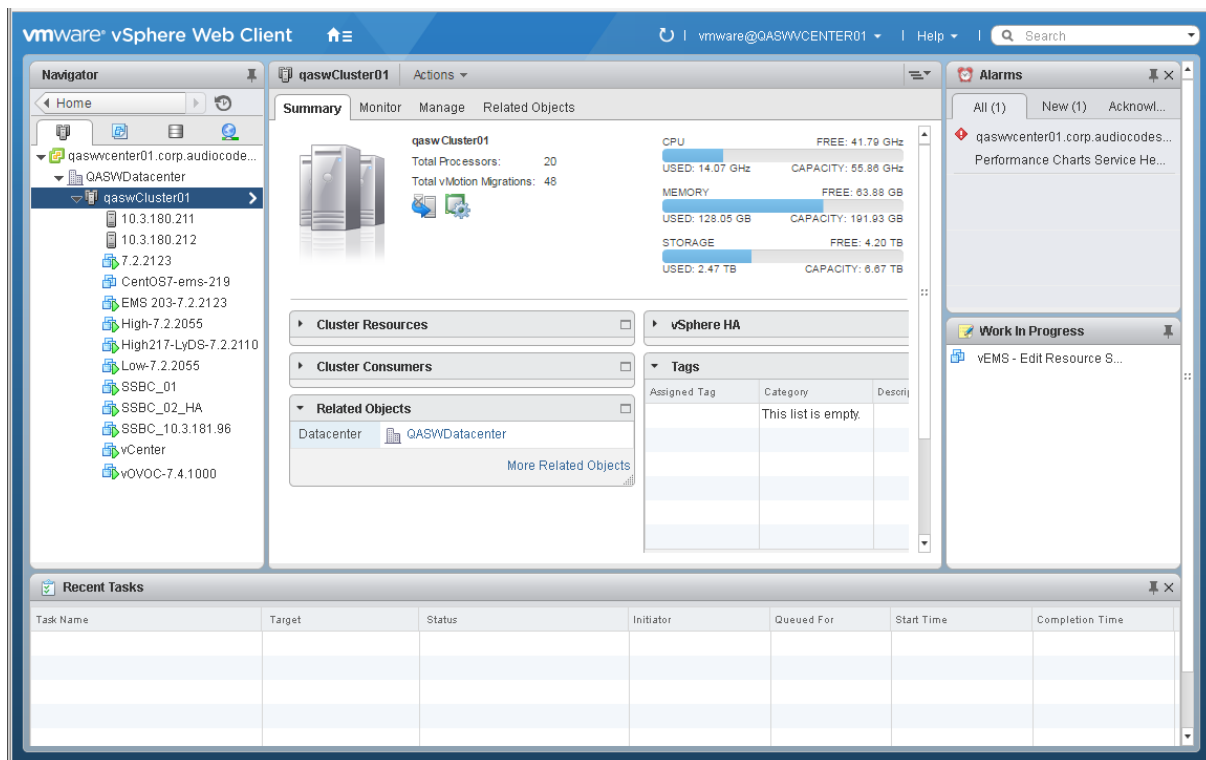 vmware® vSphere Web Client
vmware@QASWVCENTER01
Help
Search
Navigator
Home
qaswvcenter01.corp.audiocode...
QASWDatacenter
qaswCluster01
10.3.180.211
10.3.180.212
7.2.2123
CentOS7-ems-219
EMS 203-7.2.2123
High-7.2.2055
High217-LyDS-7.2.2110
Low-7.2.2055
SSBC_01
SSBC_02_HA
SSBC_10.3.181.96
vCenter
vOVOC-7.4.1000
qaswCluster01 Actions
Summary Monitor Manage Related Objects
qaswCluster01
Total Processors: 20
Total vMotion Migrations: 48
CPU FREE: 41.79 GHz
USED: 14.07 GHz CAPACITY: 55.86 GHz
MEMORY FREE: 63.88 GB
USED: 128.05 GB CAPACITY: 191.93 GB
STORAGE FREE: 4.20 TB
USED: 2.47 TB CAPACITY: 6.67 TB
Cluster Resources
Cluster Consumers
Related Objects
Datacenter QASWDatacenter
More Related Objects
vSphere HA
Tags
Assigned Tag Category Descrip
This list is empty.
Alarms
All (1) New (1) Acknowl...
qaswvcenter01.corp.audiocodes...
Performance Charts Service He...
Work In Progress
vEMS - Edit Resource S...
Recent Tasks
Task Name Target Status Initiator Queued For Start Time Completion Time